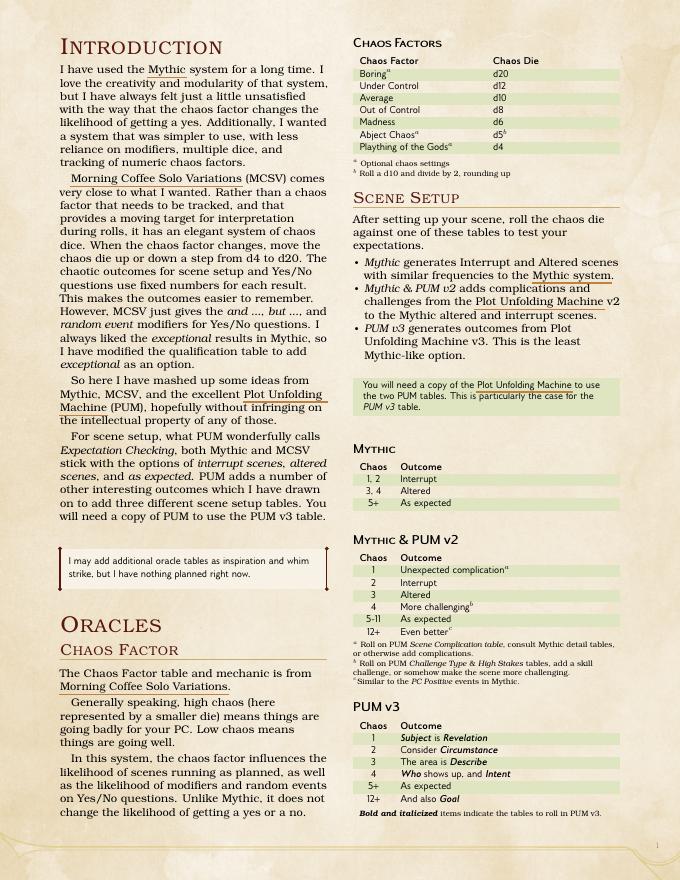 INTRODUCTION
I have used the Mythic system for a long time. I
love the creativity and modularity of that system,
but I have always felt just a little unsatisfied
with the way that the chaos factor changes the
likelihood of getting a yes. Additionally, I wanted
a system that was simpler to use, with less
reliance on modifiers, multiple dice, and
tracking of numeric chaos factors.
Morning Coffee Solo Variations (MCSV) comes
very close to what I wanted. Rather than a chaos
factor that needs to be tracked, and that
provides a moving target for interpretation
during rolls, it has an elegant system of chaos
dice. When the chaos factor changes, move the
chaos die up or down a step from d4 to d20. The
chaotic outcomes for scene setup and Yes/No
questions use fixed numbers for each result.
This makes the outcomes easier to remember.
However, MCSV just gives the and ..., but ..., and
random event modifiers for Yes/No questions. I
always liked the exceptional results in Mythic, so
I have modified the qualification table to add
exceptional as an option.
So here I have mashed up some ideas from
Mythic, MCSV, and the excellent Plot Unfolding
Machine (PUM), hopefully without infringing on
the intellectual property of any of those.
For scene setup, what PUM wonderfully calls
Expectation Checking, both Mythic and MCSV
stick with the options of interrupt scenes, altered
scenes, and as expected. PUM adds a number of
other interesting outcomes which I have drawn
on to add three different scene setup tables. You
will need a copy of PUM to use the PUM v3 table.
I may add additional oracle tables as inspiration and whim
strike, but I have nothing planned right now.
ORACLES
CHAOS FACTOR
The Chaos Factor table and mechanic is from
Morning Coffee Solo Variations.
Generally speaking, high chaos (here
represented by a smaller die) means things are
going badly for your PC. Low chaos means
things are going well.
In this system, the chaos factor influences the
likelihood of scenes running as planned, as well
as the likelihood of modifiers and random events
on Yes/No questions. Unlike Mythic, it does not
change the likelihood of getting a yes or a no.
CHAOS FACTORS
Chaos Factor Chaos Die
Boring^a d20
Under Control d12
Average d10
Out of Control d8
Madness d6
Abject Chaos^a d5^b
Plaything of the Gods^a d4
^a Optional chaos settings
^b Roll a d10 and divide by 2, rounding up
SCENE SETUP
After setting up your scene, roll the chaos die
against one of these tables to test your
expectations.
• Mythic generates Interrupt and Altered scenes
with similar frequencies to the Mythic system.
• Mythic & PUM v2 adds complications and
challenges from the Plot Unfolding Machine v2
to the Mythic altered and interrupt scenes.
• PUM v3 generates outcomes from Plot
Unfolding Machine v3. This is the least
Mythic-like option.
You will need a copy of the Plot Unfolding Machine to use
the two PUM tables. This is particularly the case for the
PUM v3 table.
MYTHIC
Chaos Outcome
1, 2 Interrupt
3, 4 Altered
5+ As expected
MYTHIC & PUM V2
Chaos Outcome
1 Unexpected complication^a
2 Interrupt
3 Altered
4 More challenging^b
5-11 As expected
12+ Even better^c
^a Roll on PUM Scene Complication table, consult Mythic detail tables,
or otherwise add complications.
^b Roll on PUM Challenge Type & High Stakes tables, add a skill
challenge, or somehow make the scene more challenging.
^c Similar to the PC Positive events in Mythic.
PUM V3
Chaos Outcome
1 Subject is Revelation
2 Consider Circumstance
3 The area is Describe
4 Who shows up, and Intent
5+ As expected
12+ And also Goal
Bold and italicized items indicate the tables to roll in PUM v3.
1